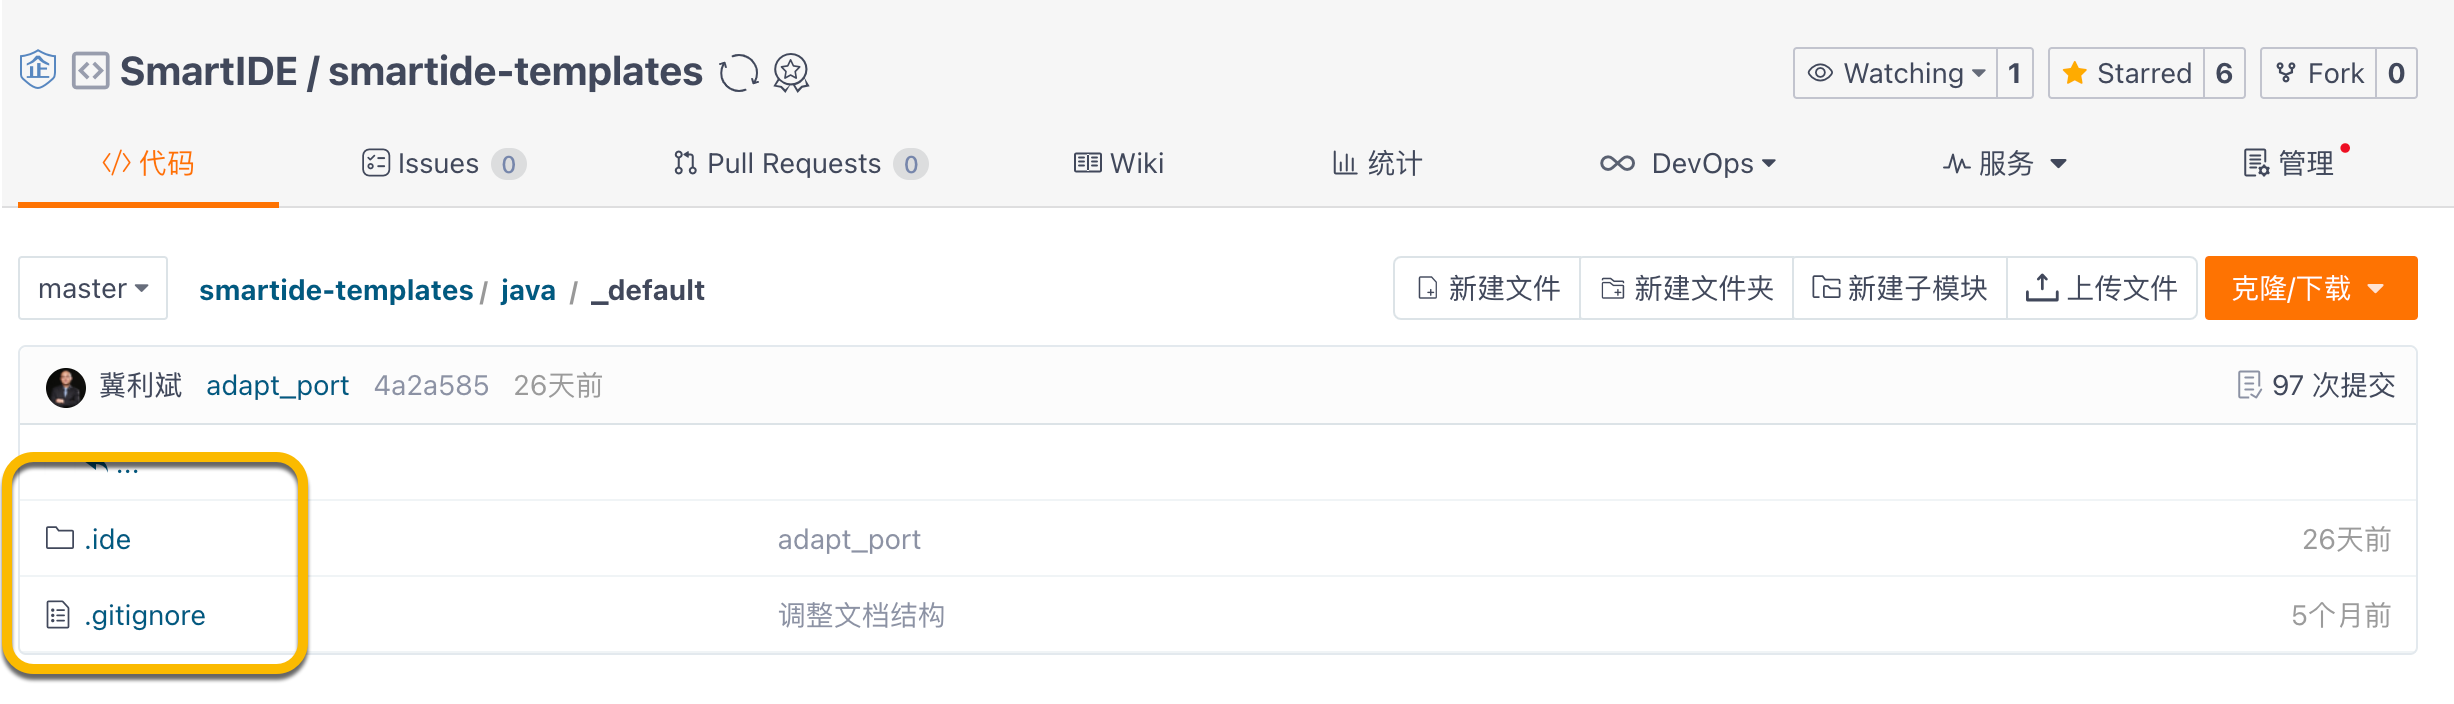 SmartIDE / smartide-templates
Watching 1 Starred 6 Fork 0
代码 Issues 0 Pull Requests 0 Wiki 统计 DevOps 服务 管理
master smartide-templates / java / _default 新建文件 新建文件夹 新建子模块 上传文件 克隆/下载
冀利斌 adapt_port 4a2a585 26天前 97 次提交
...
.ide adapt_port 26天前
.gitignore 调整文档结构 5个月前